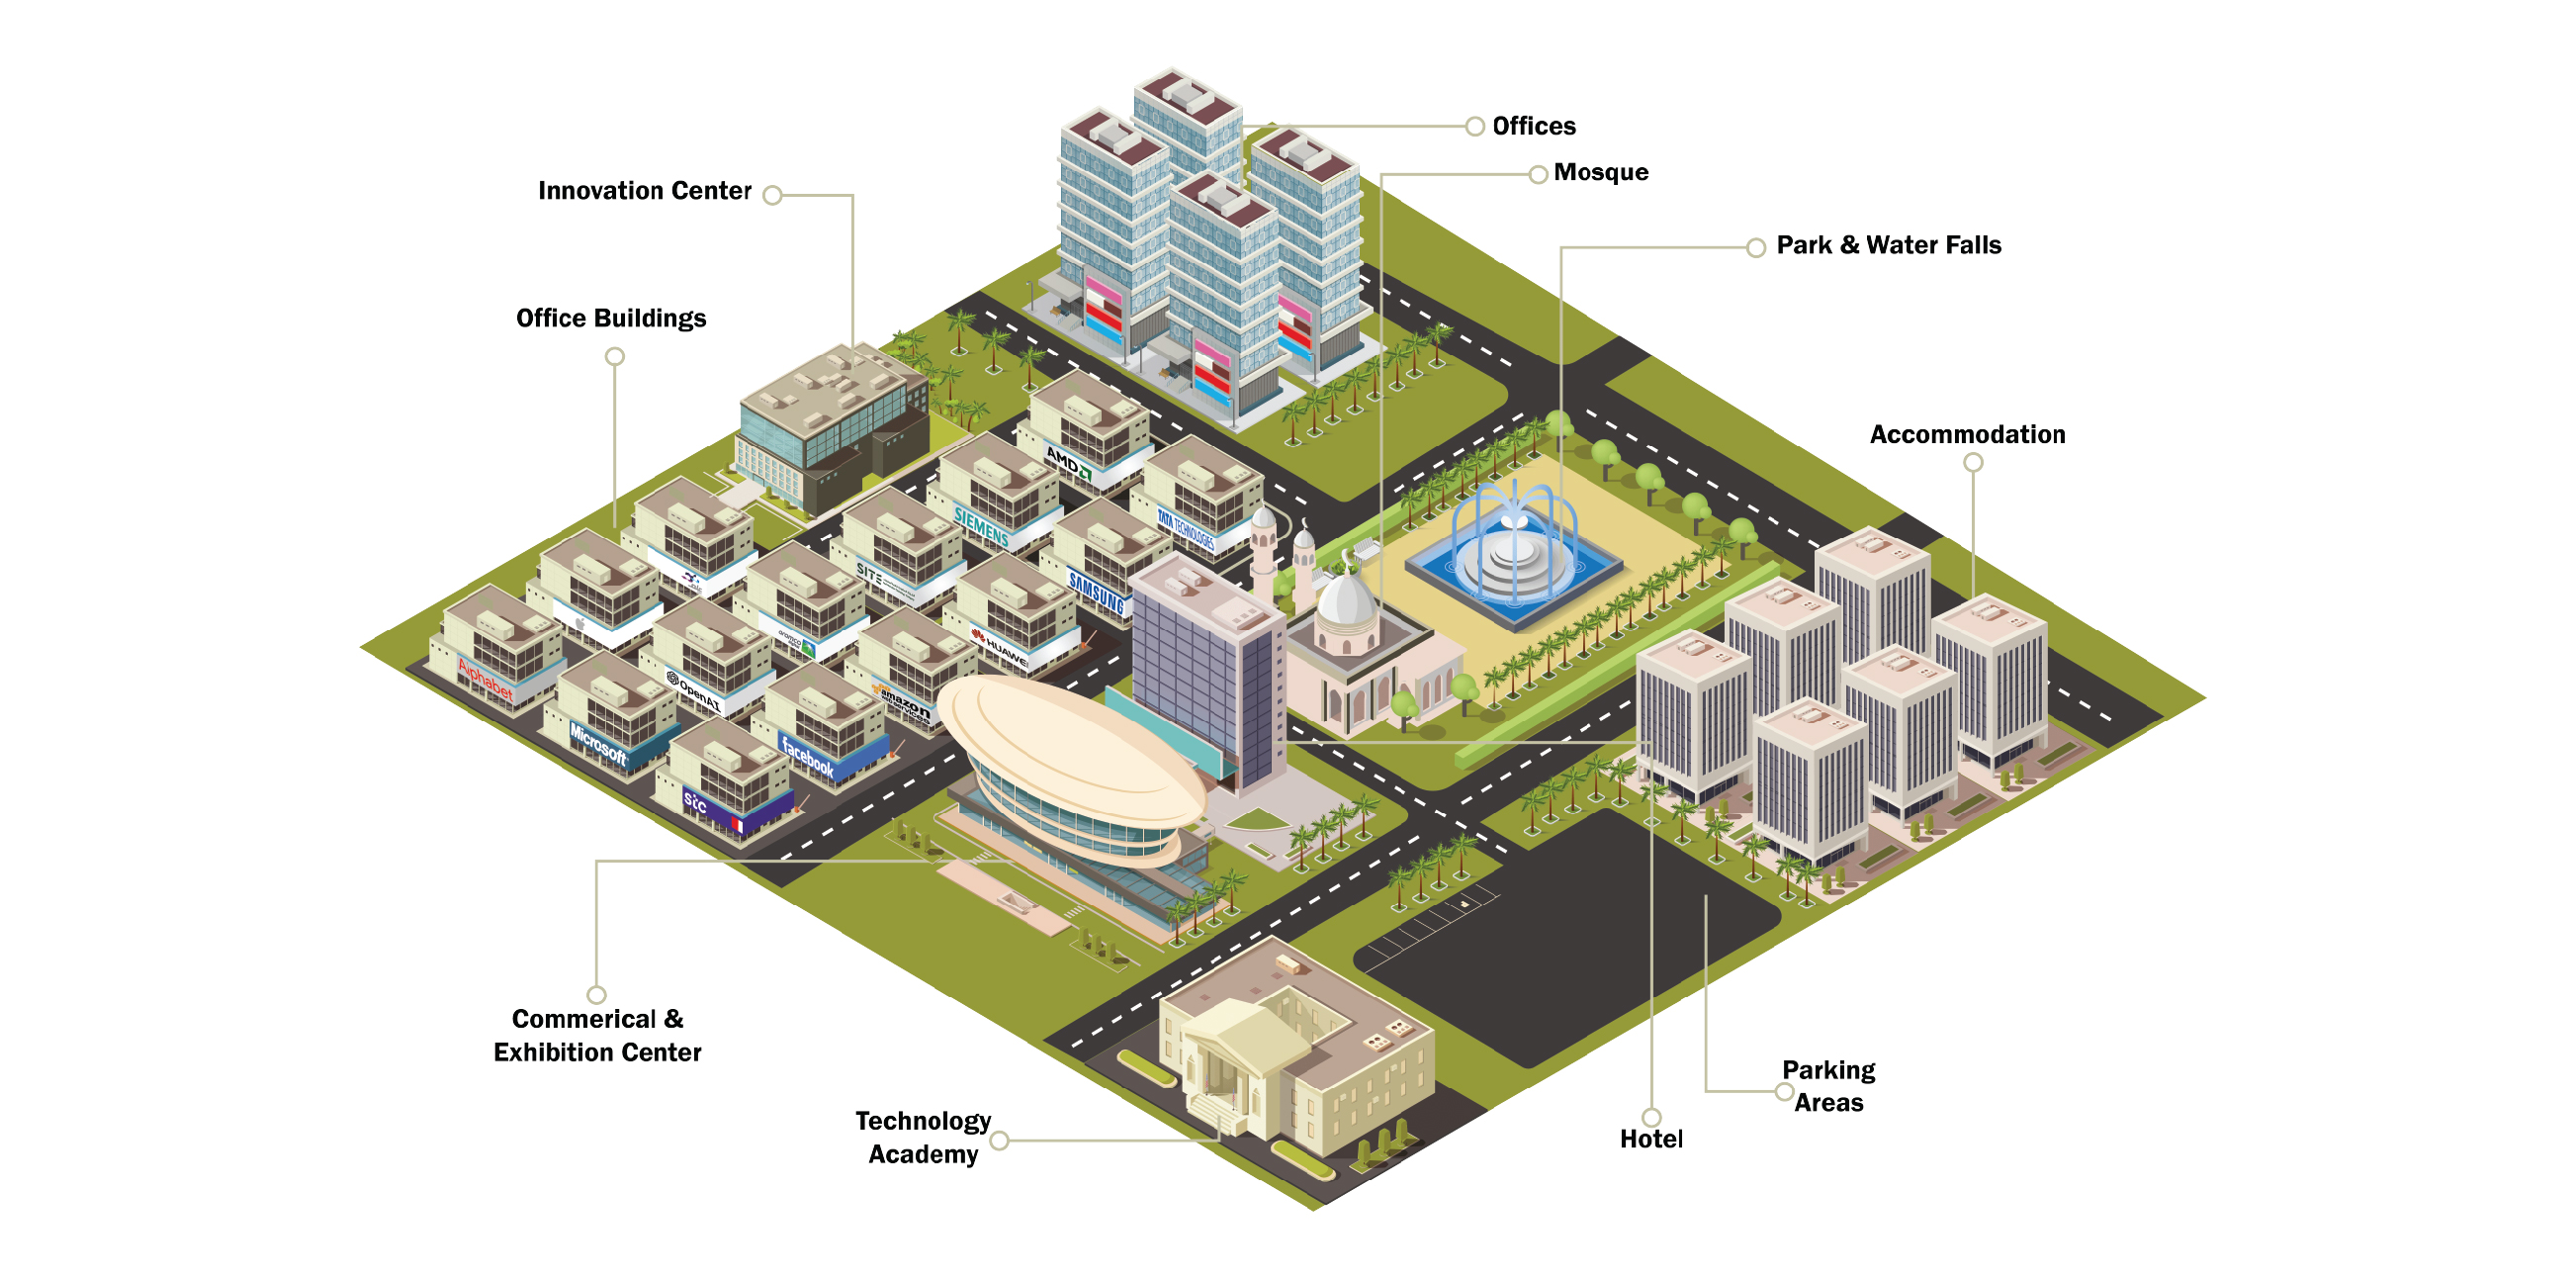 Offices
Mosque
Innovation Center
Park & Water Falls
Office Buildings
Accommodation
AMD
SIEMENS
TATA TECHNOLOGIES
SITE
SAMSUNG
aramco
HUAWEI
Alphabet
OpenAI
amazon
Microsoft
facebook
stc
Commerical &
Exhibition Center
Technology
Academy
Parking
Areas
Hotel